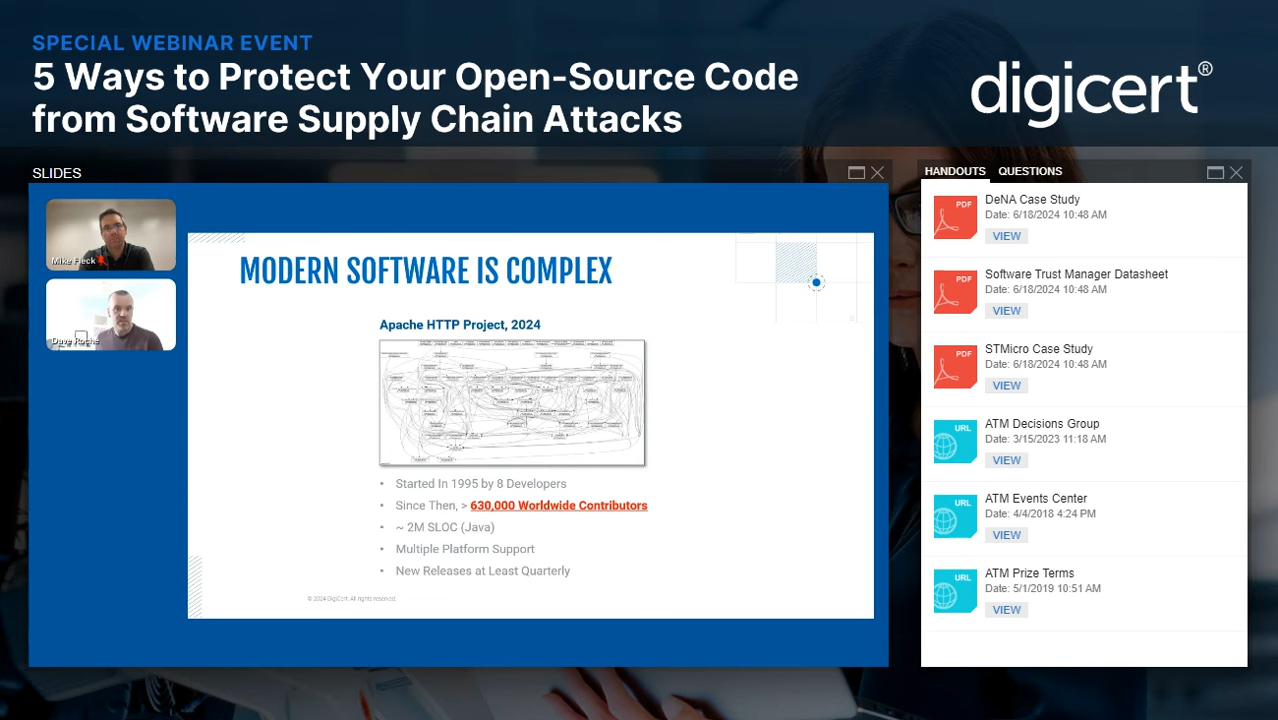 SPECIAL WEBINAR EVENT
5 Ways to Protect Your Open-Source Code
from Software Supply Chain Attacks
digicert®
SLIDES
Mike Fleck
Dave Roche
MODERN SOFTWARE IS COMPLEX
Apache HTTP Project, 2024
• Started In 1995 by 8 Developers
• Since Then, > 630,000 Worldwide Contributors
• ~ 2M SLOC (Java)
• Multiple Platform Support
• New Releases at Least Quarterly
© 2024 DigiCert. All rights reserved.
HANDOUTS QUESTIONS
PDF
DeNA Case Study
Date: 6/18/2024 10:48 AM
VIEW
PDF
Software Trust Manager Datasheet
Date: 6/18/2024 10:48 AM
VIEW
PDF
STMicro Case Study
Date: 6/18/2024 10:48 AM
VIEW
URL
ATM Decisions Group
Date: 3/15/2023 11:18 AM
VIEW
URL
ATM Events Center
Date: 4/4/2018 4:24 PM
VIEW
URL
ATM Prize Terms
Date: 5/1/2019 10:51 AM
VIEW